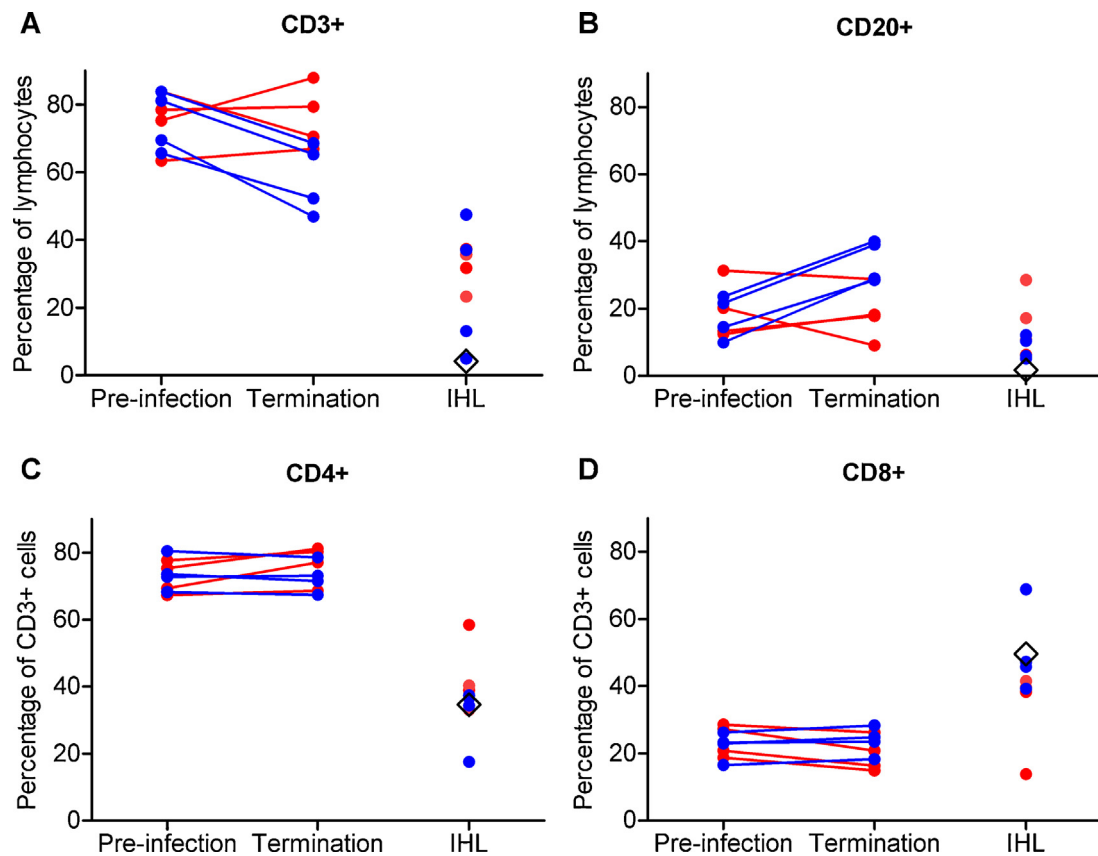 A
CD3+
Percentage of lymphocytes
80
60
40
20
0
Pre-infection
Termination
IHL
B
CD20+
Percentage of lymphocytes
80
60
40
20
0
Pre-infection
Termination
IHL
C
CD4+
Percentage of CD3+ cells
80
60
40
20
0
Pre-infection
Termination
IHL
D
CD8+
Percentage of CD3+ cells
80
60
40
20
0
Pre-infection
Termination
IHL